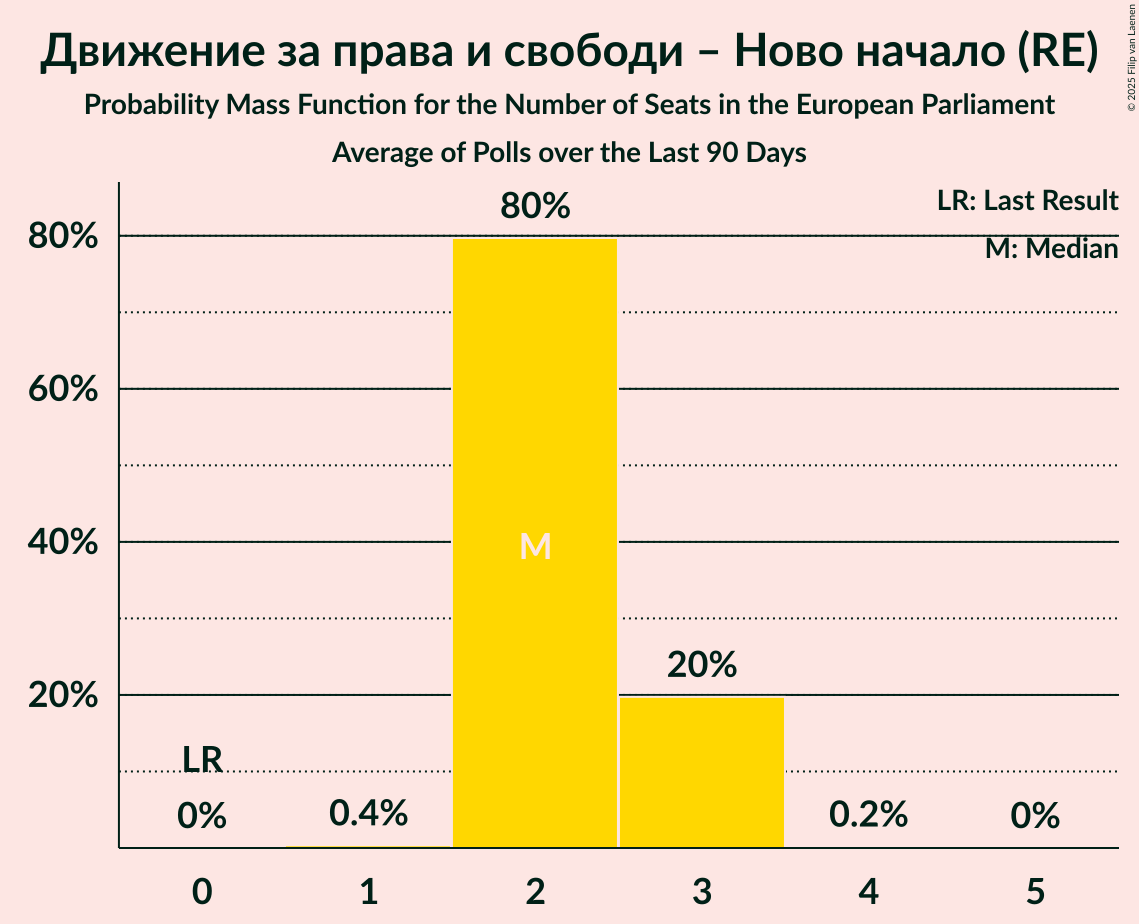 Движение за права и свободи – Ново начало (RE)
Probability Mass Function for the Number of Seats in the European Parliament
Average of Polls over the Last 90 Days
© 2025 Filip van Laenen
LR: Last Result
M: Median
80%
80%
60%
40%
M
20%
20%
LR
0%
0.4%
0.2%
0%
0
1
2
3
4
5